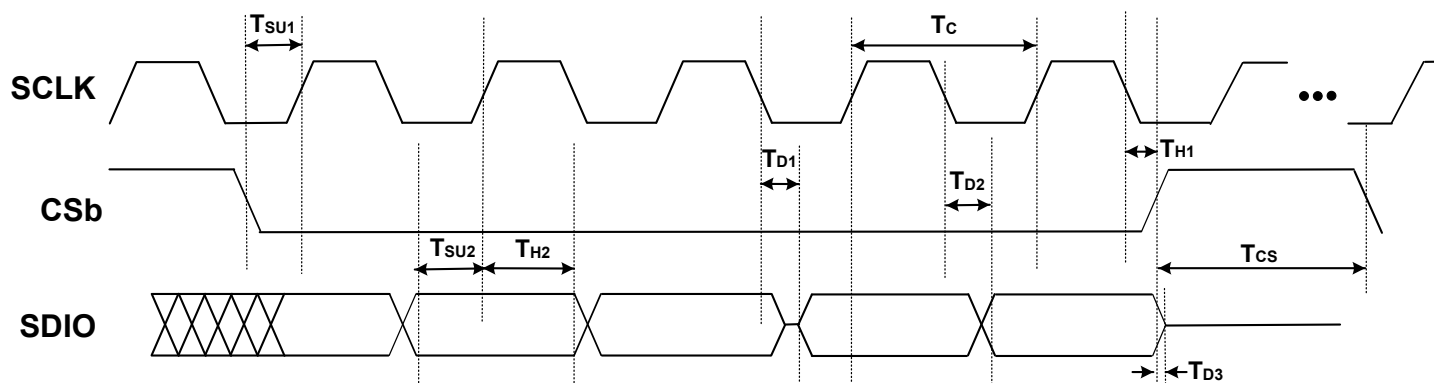 TSU1
TC
SCLK
•••
TD1
TH1
TD2
CSb
TSU2
TH2
TCS
SDIO
TD3